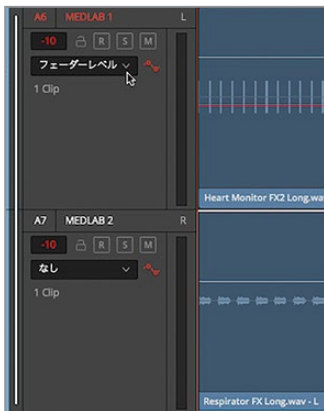 A6 MEDLAB 1 L
-10 R S M
フェーダーレベル
1 Clip
Heart Monitor FX2 Long.wav
A7 MEDLAB 2 R
-10 R S M
なし
1 Clip
Respirator FX Long.wav - L